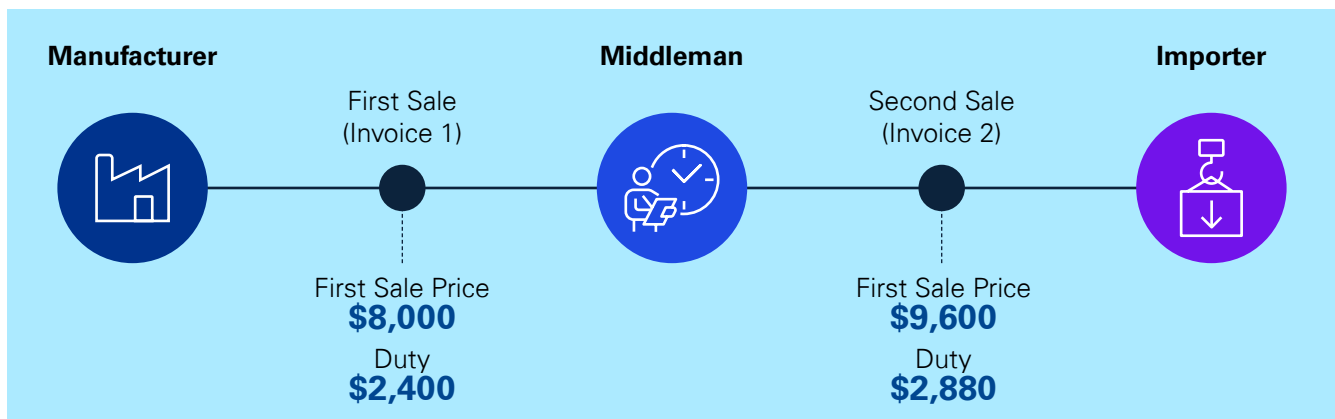 Manufacturer
Middleman
Importer
First Sale
(Invoice 1)
Second Sale
(Invoice 2)
First Sale Price
$8,000
Duty
$2,400
First Sale Price
$9,600
Duty
$2,880